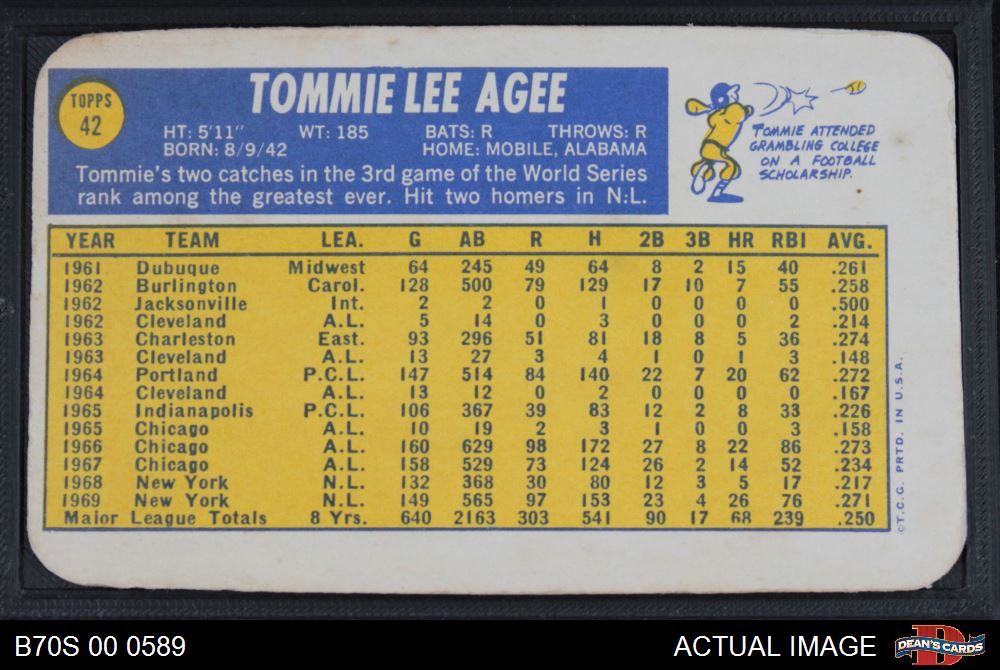 TOPPS
42
TOMMIE LEE AGEE
HT: 5'11" WT: 185 BATS: R THROWS: R
BORN: 8/9/42 HOME: MOBILE, ALABAMA
Tommie's two catches in the 3rd game of the World Series
rank among the greatest ever. Hit two homers in N.L.
TOMMIE ATTENDED
GRAMBLING COLLEGE
ON A FOOTBALL
SCHOLARSHIP.
YEAR TEAM LEA. G AB R H 2B 3B HR RBI AVG.
1961 Dubuque Midwest 64 245 49 64 8 2 15 40 .261
1962 Burlington Carol. 128 500 79 129 17 10 7 55 .258
1962 Jacksonville Int. 2 2 0 1 0 0 0 0 .500
1962 Cleveland A.L. 5 14 0 3 0 0 0 2 .214
1963 Charleston East. 93 296 51 81 18 8 5 36 .274
1963 Cleveland A.L. 13 27 3 4 1 0 1 3 .148
1964 Portland P.C.L. 147 514 84 140 22 7 20 62 .272
1964 Cleveland A.L. 13 12 0 2 0 0 0 0 .167
1965 Indianapolis P.C.L. 106 367 39 83 12 2 8 33 .226
1965 Chicago A.L. 10 19 2 3 1 0 0 3 .158
1966 Chicago A.L. 160 629 98 172 27 8 22 86 .273
1967 Chicago A.L. 158 529 73 124 26 2 14 52 .234
1968 New York N.L. 132 368 30 80 12 3 5 17 .217
1969 New York N.L. 149 565 97 153 23 4 26 76 .271
Major League Totals 8 Yrs. 640 2163 303 541 90 17 68 239 .250
©T.C.G. PRTD. IN U.S.A.
B70S 00 0589
ACTUAL IMAGE
DEAN'S CARDS